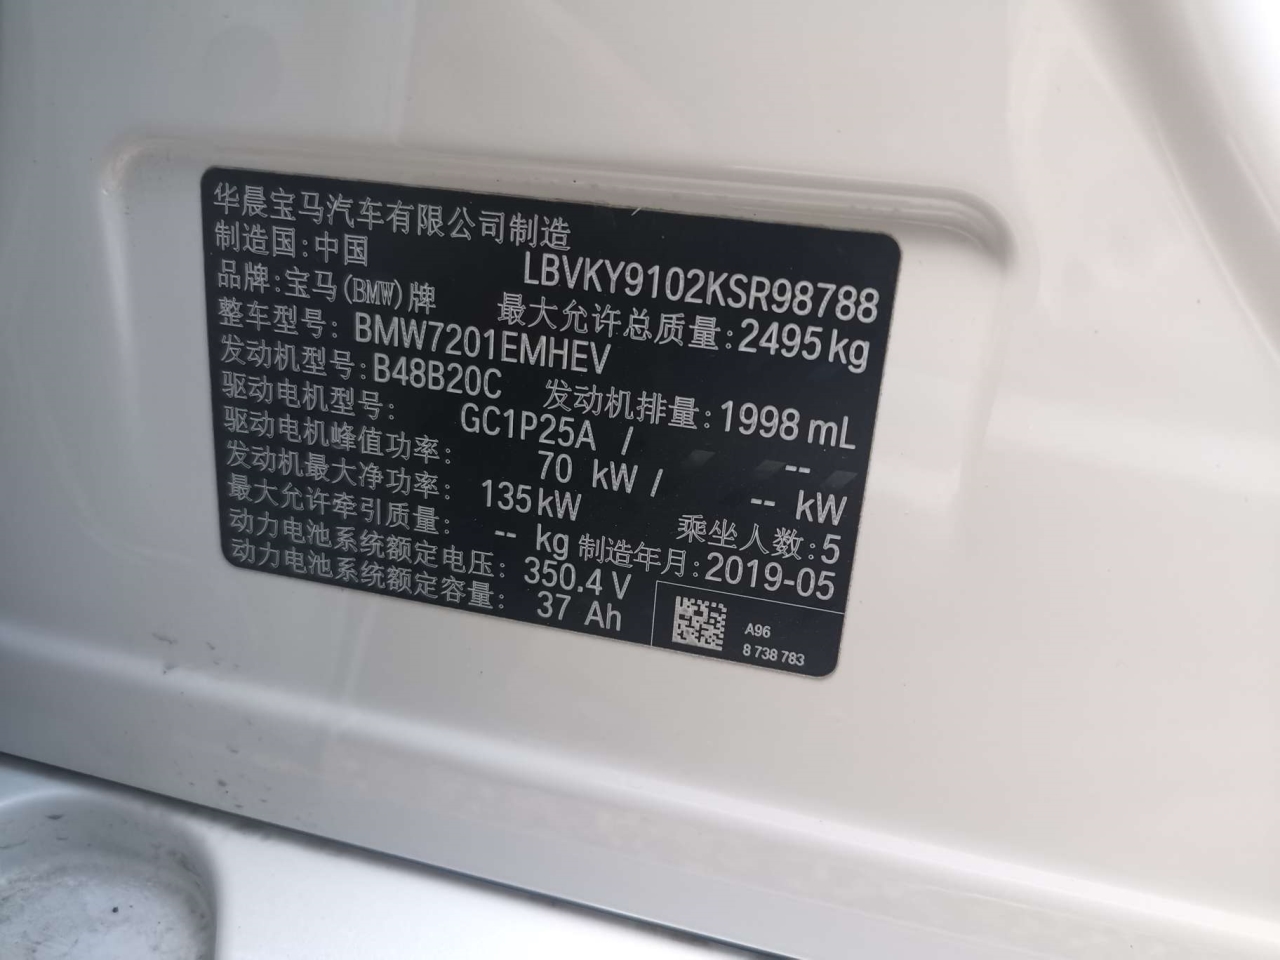 华晨宝马汽车有限公司制造
制造国:中国
LBVKY9102KSR98788
品牌:宝马(BMW)牌
最大允许总质量:2495kg
整车型号: BMW7201EMHEV
发动机型号: B48B20C
发动机排量:1998 mL
驱动电机型号: GC1P25A / --
驱动电机峰值功率: 70 kW / -- kW
发动机最大净功率: 135kW
乘坐人数:5
最大允许牵引质量: -- kg
制造年月:2019-05
动力电池系统额定电压: 350.4 V
动力电池系统额定容量: 37 Ah
A96
8 738 783